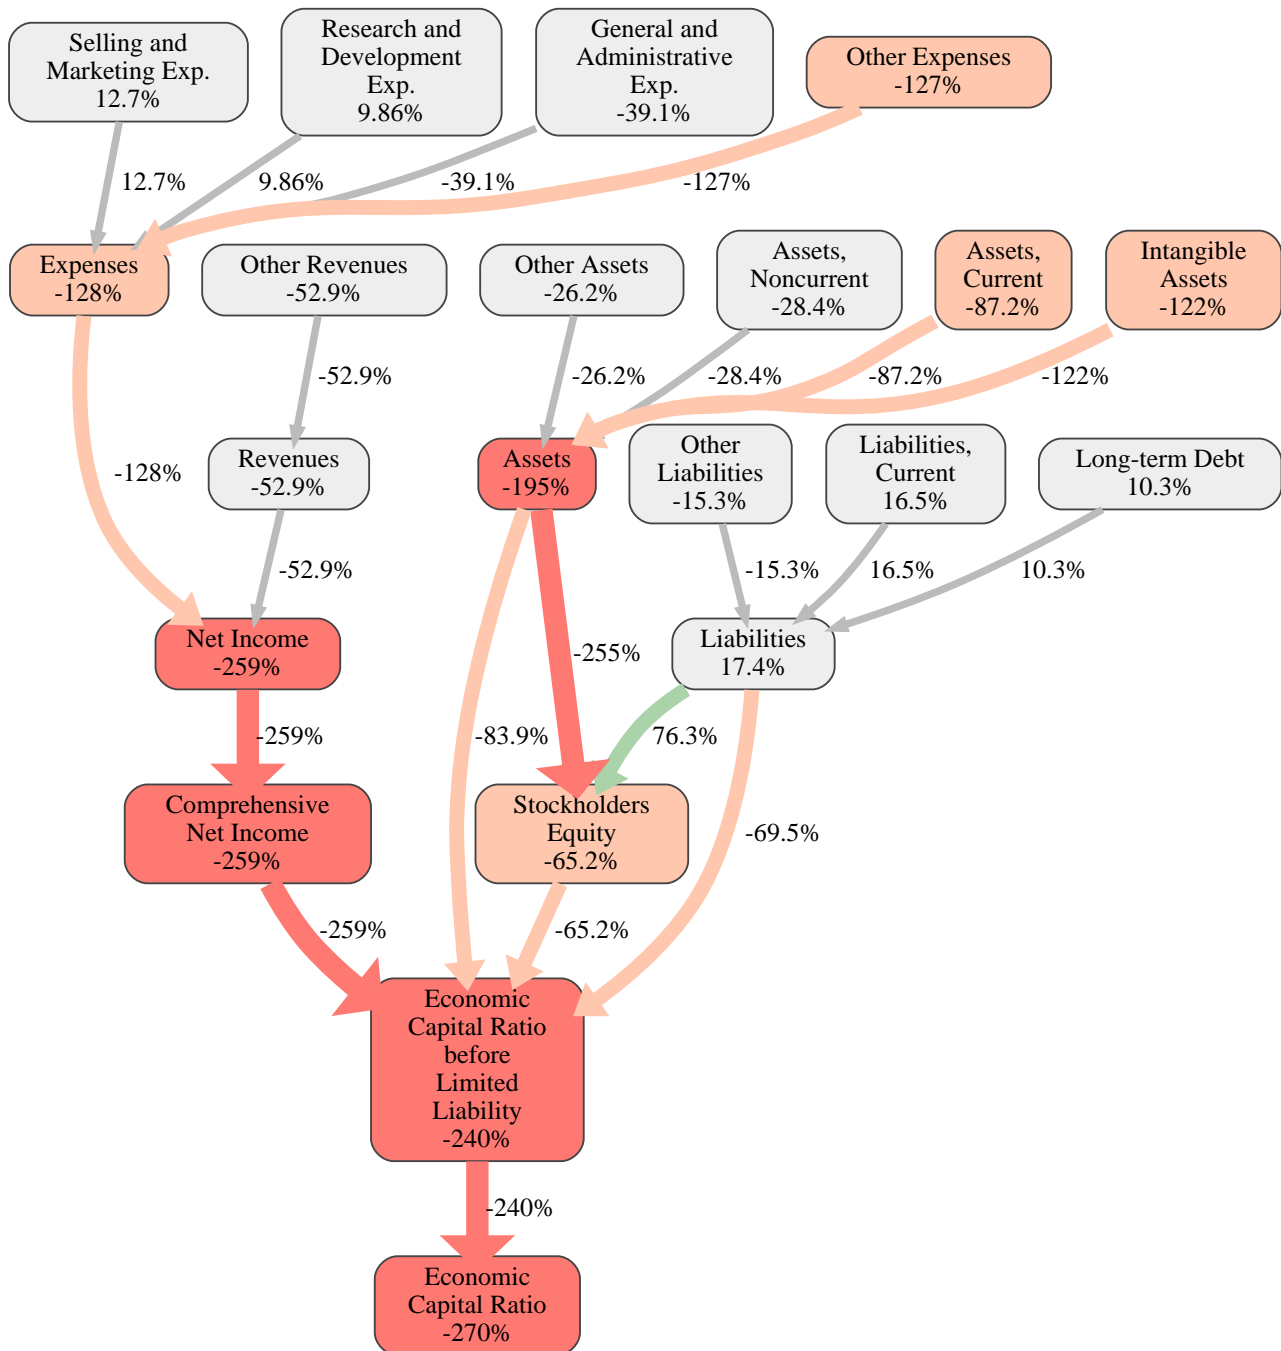 Selling and
Marketing Exp.
12.7%
Research and
Development
Exp.
9.86%
General and
Administrative
Exp.
-39.1%
Other Expenses
-127%
12.7%
9.86%
-39.1%
-127%
Expenses
-128%
Other Revenues
-52.9%
Other Assets
-26.2%
Assets,
Noncurrent
-28.4%
Assets,
Current
-87.2%
Intangible
Assets
-122%
-52.9%
-26.2%
-28.4%
-87.2%
-122%
-128%
Revenues
-52.9%
Assets
-195%
Other
Liabilities
-15.3%
Liabilities,
Current
16.5%
Long-term Debt
10.3%
-52.9%
-15.3%
16.5%
10.3%
Net Income
-259%
-255%
Liabilities
17.4%
-259%
-83.9%
76.3%
-69.5%
Comprehensive
Net Income
-259%
Stockholders
Equity
-65.2%
-259%
-65.2%
Economic
Capital Ratio
before
Limited
Liability
-240%
-240%
Economic
Capital Ratio
-270%